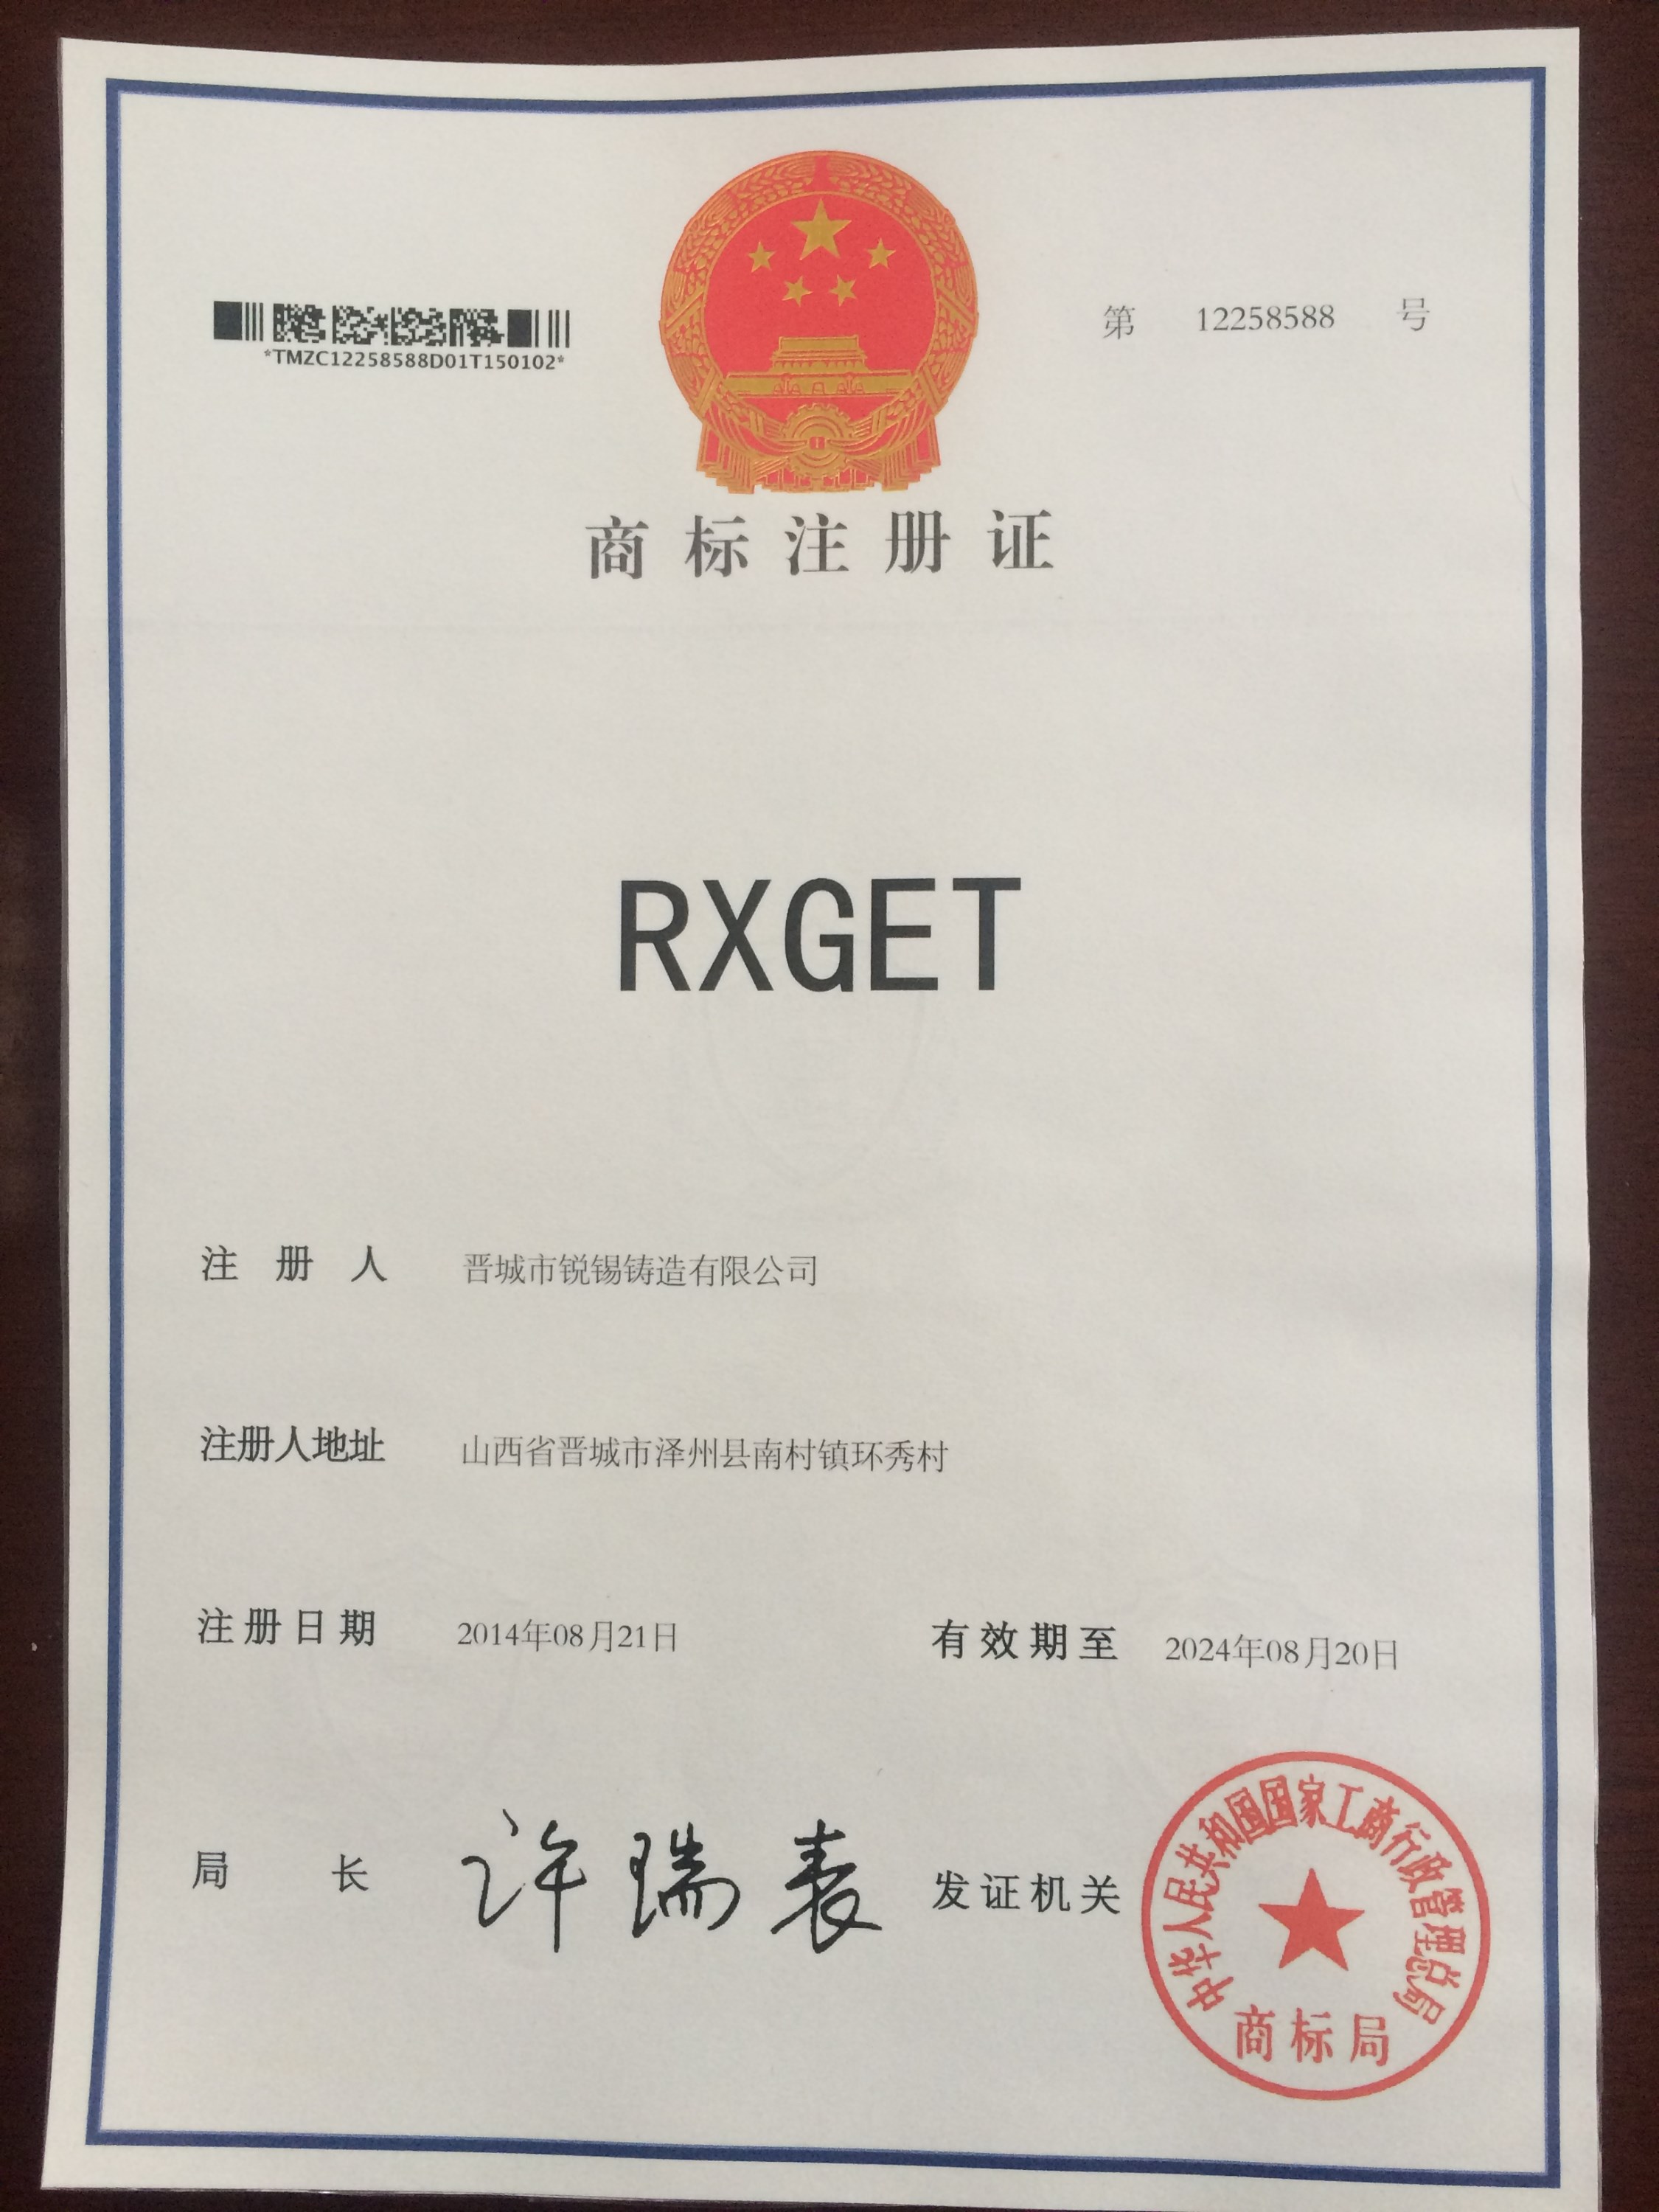 *TMZC12258588D01T150102*
第 12258588 号
商标注册证
RXGET
注册人 晋城市锐锡铸造有限公司
注册人地址 山西省晋城市泽州县南村镇环秀村
注册日期 2014年08月21日 有效期至 2024年08月20日
局长 许瑞表 发证机关
中华人民共和国国家工商行政管理总局
商标局